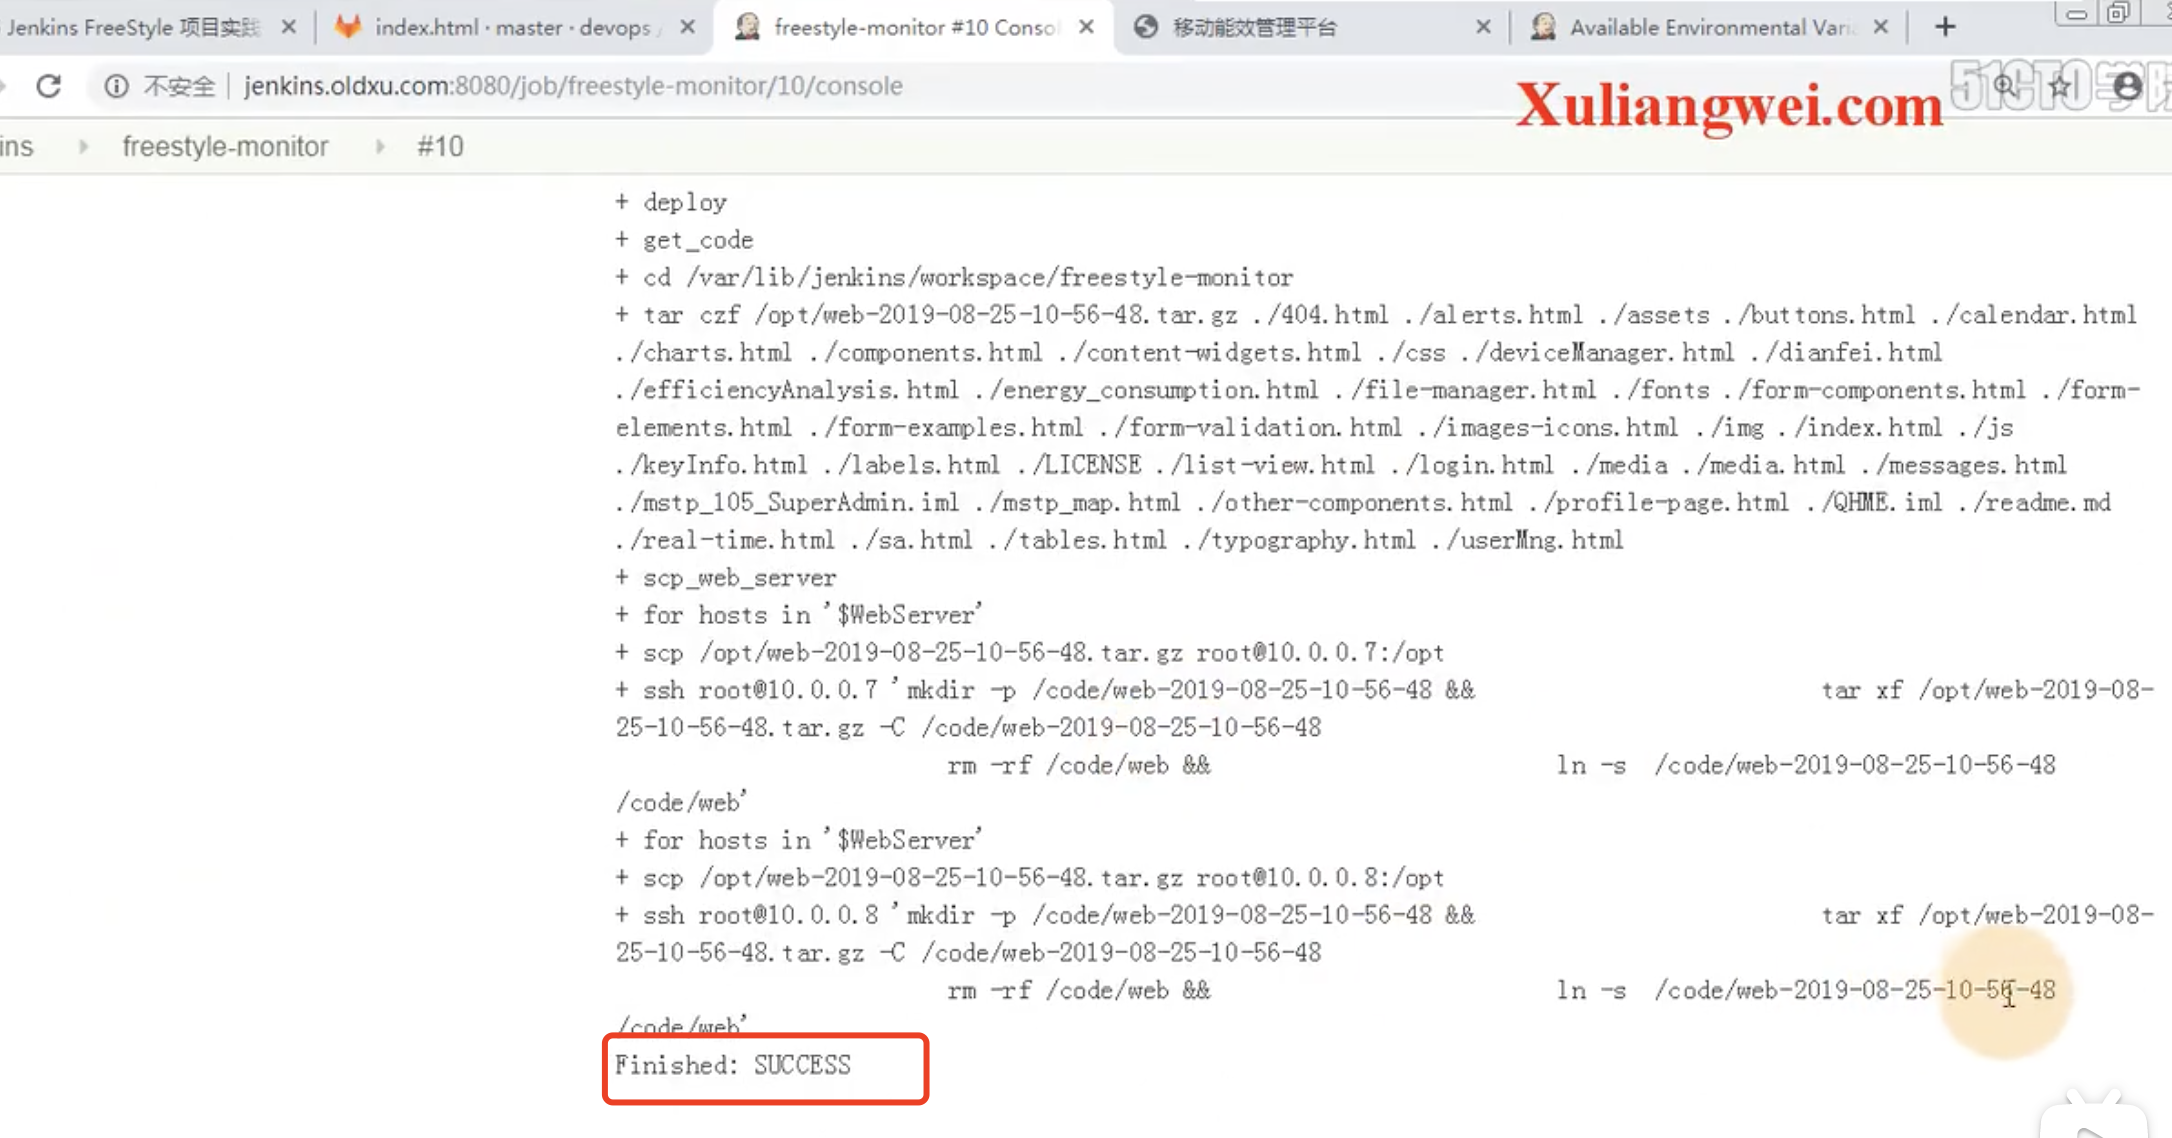 Jenkins FreeStyle 项目实践
index.html · master · devops /
freestyle-monitor #10 Conso
移动能效管理平台
Available Environmental Vari
不安全 | jenkins.oldxu.com:8080/job/freestyle-monitor/10/console
Xuliangwei.com
51CTO学院
ins
freestyle-monitor
#10
+ deploy
+ get_code
+ cd /var/lib/jenkins/workspace/freestyle-monitor
+ tar czf /opt/web-2019-08-25-10-56-48.tar.gz ./404.html ./alerts.html ./assets ./buttons.html ./calendar.html
./charts.html ./components.html ./content-widgets.html ./css ./deviceManager.html ./dianfei.html
./efficiencyAnalysis.html ./energy_consumption.html ./file-manager.html ./fonts ./form-components.html ./form-
elements.html ./form-examples.html ./form-validation.html ./images-icons.html ./img ./index.html ./js
./keyInfo.html ./labels.html ./LICENSE ./list-view.html ./login.html ./media ./media.html ./messages.html
./mstp_105_SuperAdmin.iml ./mstp_map.html ./other-components.html ./profile-page.html ./QHME.iml ./readme.md
./real-time.html ./sa.html ./tables.html ./typography.html ./userMng.html
+ scp_web_server
+ for hosts in '$WebServer'
+ scp /opt/web-2019-08-25-10-56-48.tar.gz root@10.0.0.7:/opt
+ ssh root@10.0.0.7 'mkdir -p /code/web-2019-08-25-10-56-48 && tar xf /opt/web-2019-08-
25-10-56-48.tar.gz -C /code/web-2019-08-25-10-56-48
rm -rf /code/web && ln -s /code/web-2019-08-25-10-56-48
/code/web'
+ for hosts in '$WebServer'
+ scp /opt/web-2019-08-25-10-56-48.tar.gz root@10.0.0.8:/opt
+ ssh root@10.0.0.8 'mkdir -p /code/web-2019-08-25-10-56-48 && tar xf /opt/web-2019-08-
25-10-56-48.tar.gz -C /code/web-2019-08-25-10-56-48
rm -rf /code/web && ln -s /code/web-2019-08-25-10-56-48
/code/web'
Finished: SUCCESS